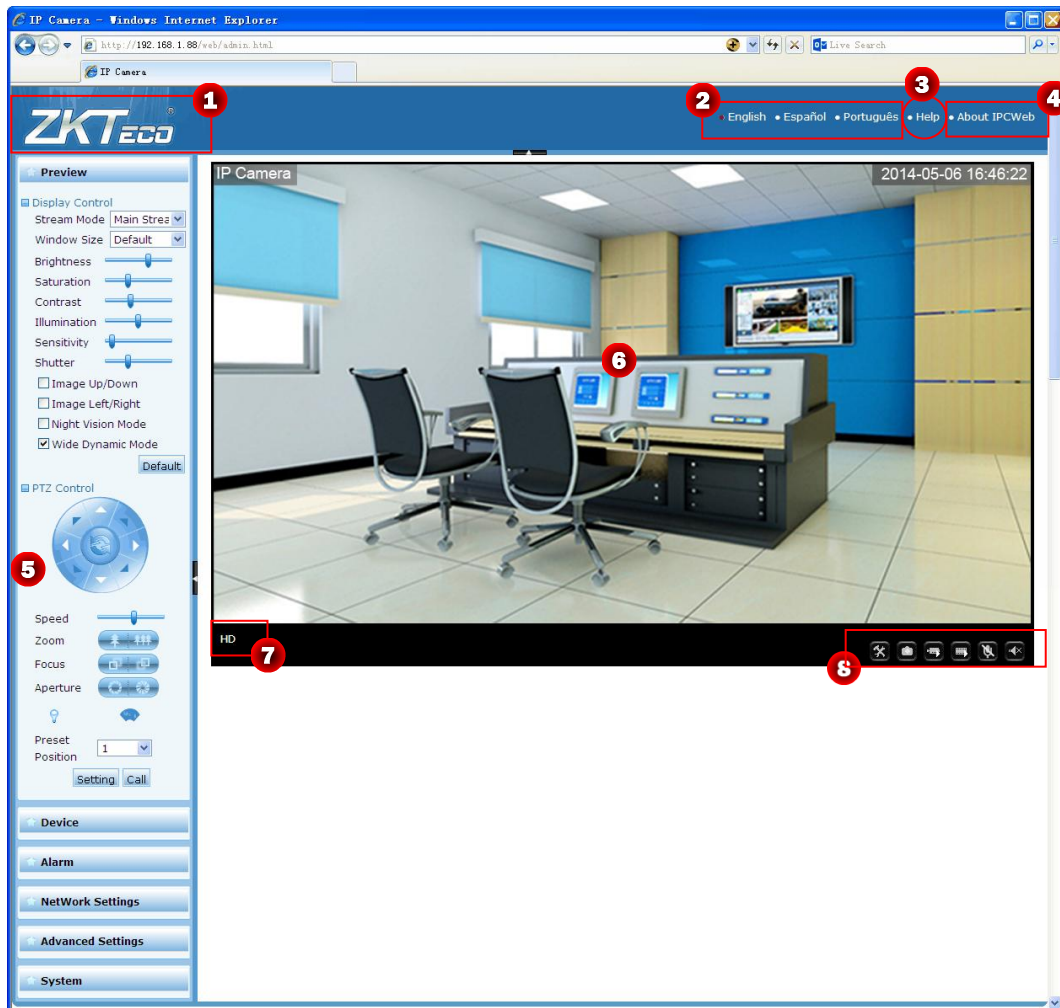 IP Camera - Windows Internet Explorer
http://192.168.1.88/web/admin.html
Live Search
IP Camera
ZKTECO ®
1
2
3
4
English Español Português Help About IPCWeb
Preview
IP Camera
2014-05-06 16:46:22
Display Control
Stream Mode Main Strea
Window Size Default
Brightness
Saturation
Contrast
Illumination
Sensitivity
Shutter
6
Image Up/Down
Image Left/Right
Night Vision Mode
Wide Dynamic Mode
Default
PTZ Control
5
Speed
Zoom
Focus
Aperture
HD
7
8
Preset
Position
1
Setting Call
Device
Alarm
NetWork Settings
Advanced Settings
System